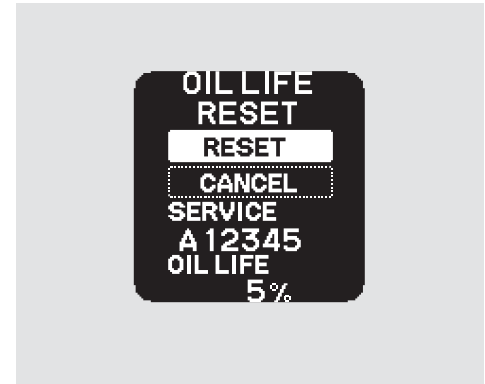 OIL LIFE
RESET
RESET
CANCEL
SERVICE
A 12345
OIL LIFE
5%